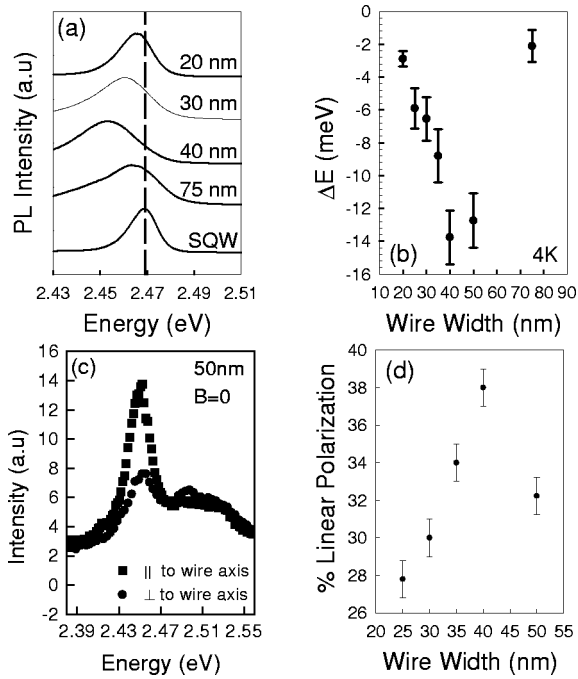 (a)
PL Intensity (a.u)
20 nm
30 nm
40 nm
75 nm
SQW
2.43 2.45 2.47 2.49 2.51
Energy (eV)
-2
-4
-6
-8
-10
-12
-14
-16
ΔE (meV)
(b)
4K
10 20 30 40 50 60 70 80 90
Wire Width (nm)
(c)
50nm
B=0
16
14
12
10
8
6
4
2
0
-2
Intensity (a.u)
|| to wire axis
⊥ to wire axis
2.39 2.43 2.47 2.51 2.55
Energy (eV)
(d)
40
38
36
34
32
30
28
26
% Linear Polarization
20 25 30 35 40 45 50 55
Wire Width (nm)